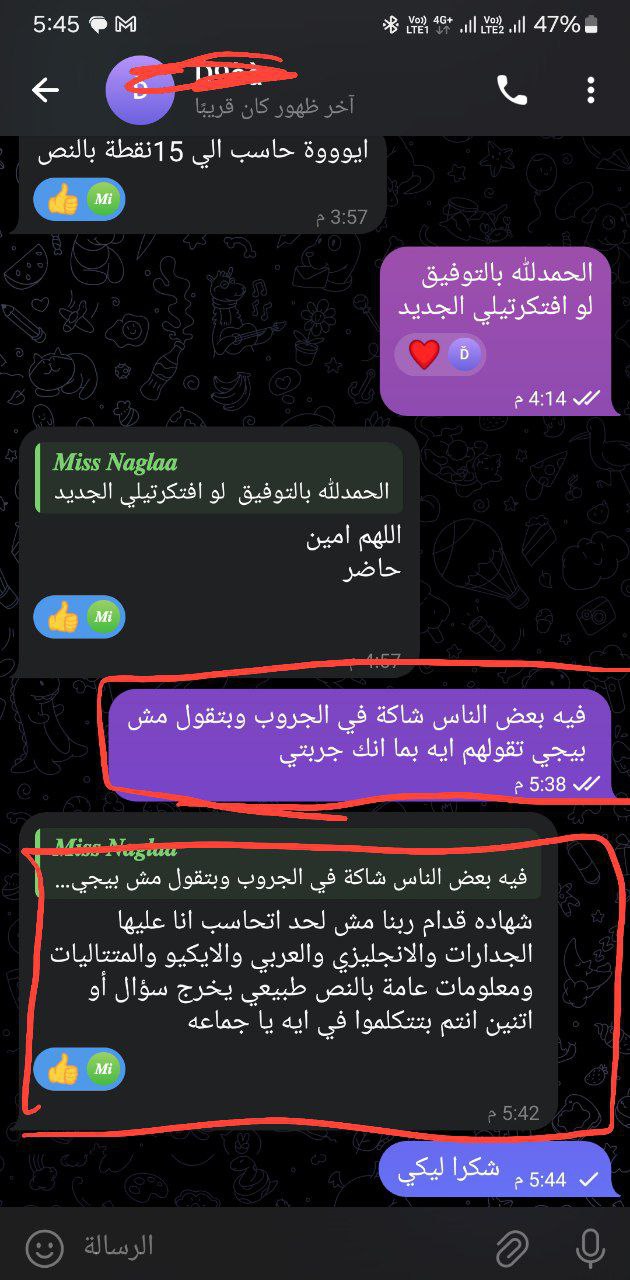 5:45
Vo)) 4G+ Vo)) 47%
LTE1 LTE2
آخر ظهور كان قريبًا
ايوووة حاسب الي 15نقطة بالنص
Mi
3:57 م
الحمدلله بالتوفيق
لو افتكرتيلي الجديد
Ď
4:14 م
Miss Naglaa
الحمدلله بالتوفيق لو افتكرتيلي الجديد
اللهم امين
حاضر
Mi
4:57 م
فيه بعض الناس شاكة في الجروب وبتقول مش
بيجي تقولهم ايه بما انك جربتي
5:38 م
Miss Naglaa
فيه بعض الناس شاكة في الجروب وبتقول مش بيجي...
شهاده قدام ربنا مش لحد اتحاسب انا عليها
الجدارات والانجليزي والعربي والايكيو والمتتاليات
ومعلومات عامة بالنص طبيعي يخرج سؤال أو
اتنين انتم بتتكلموا في ايه يا جماعه
Mi
5:42 م
شكرا ليكي
5:44 م
الرسالة